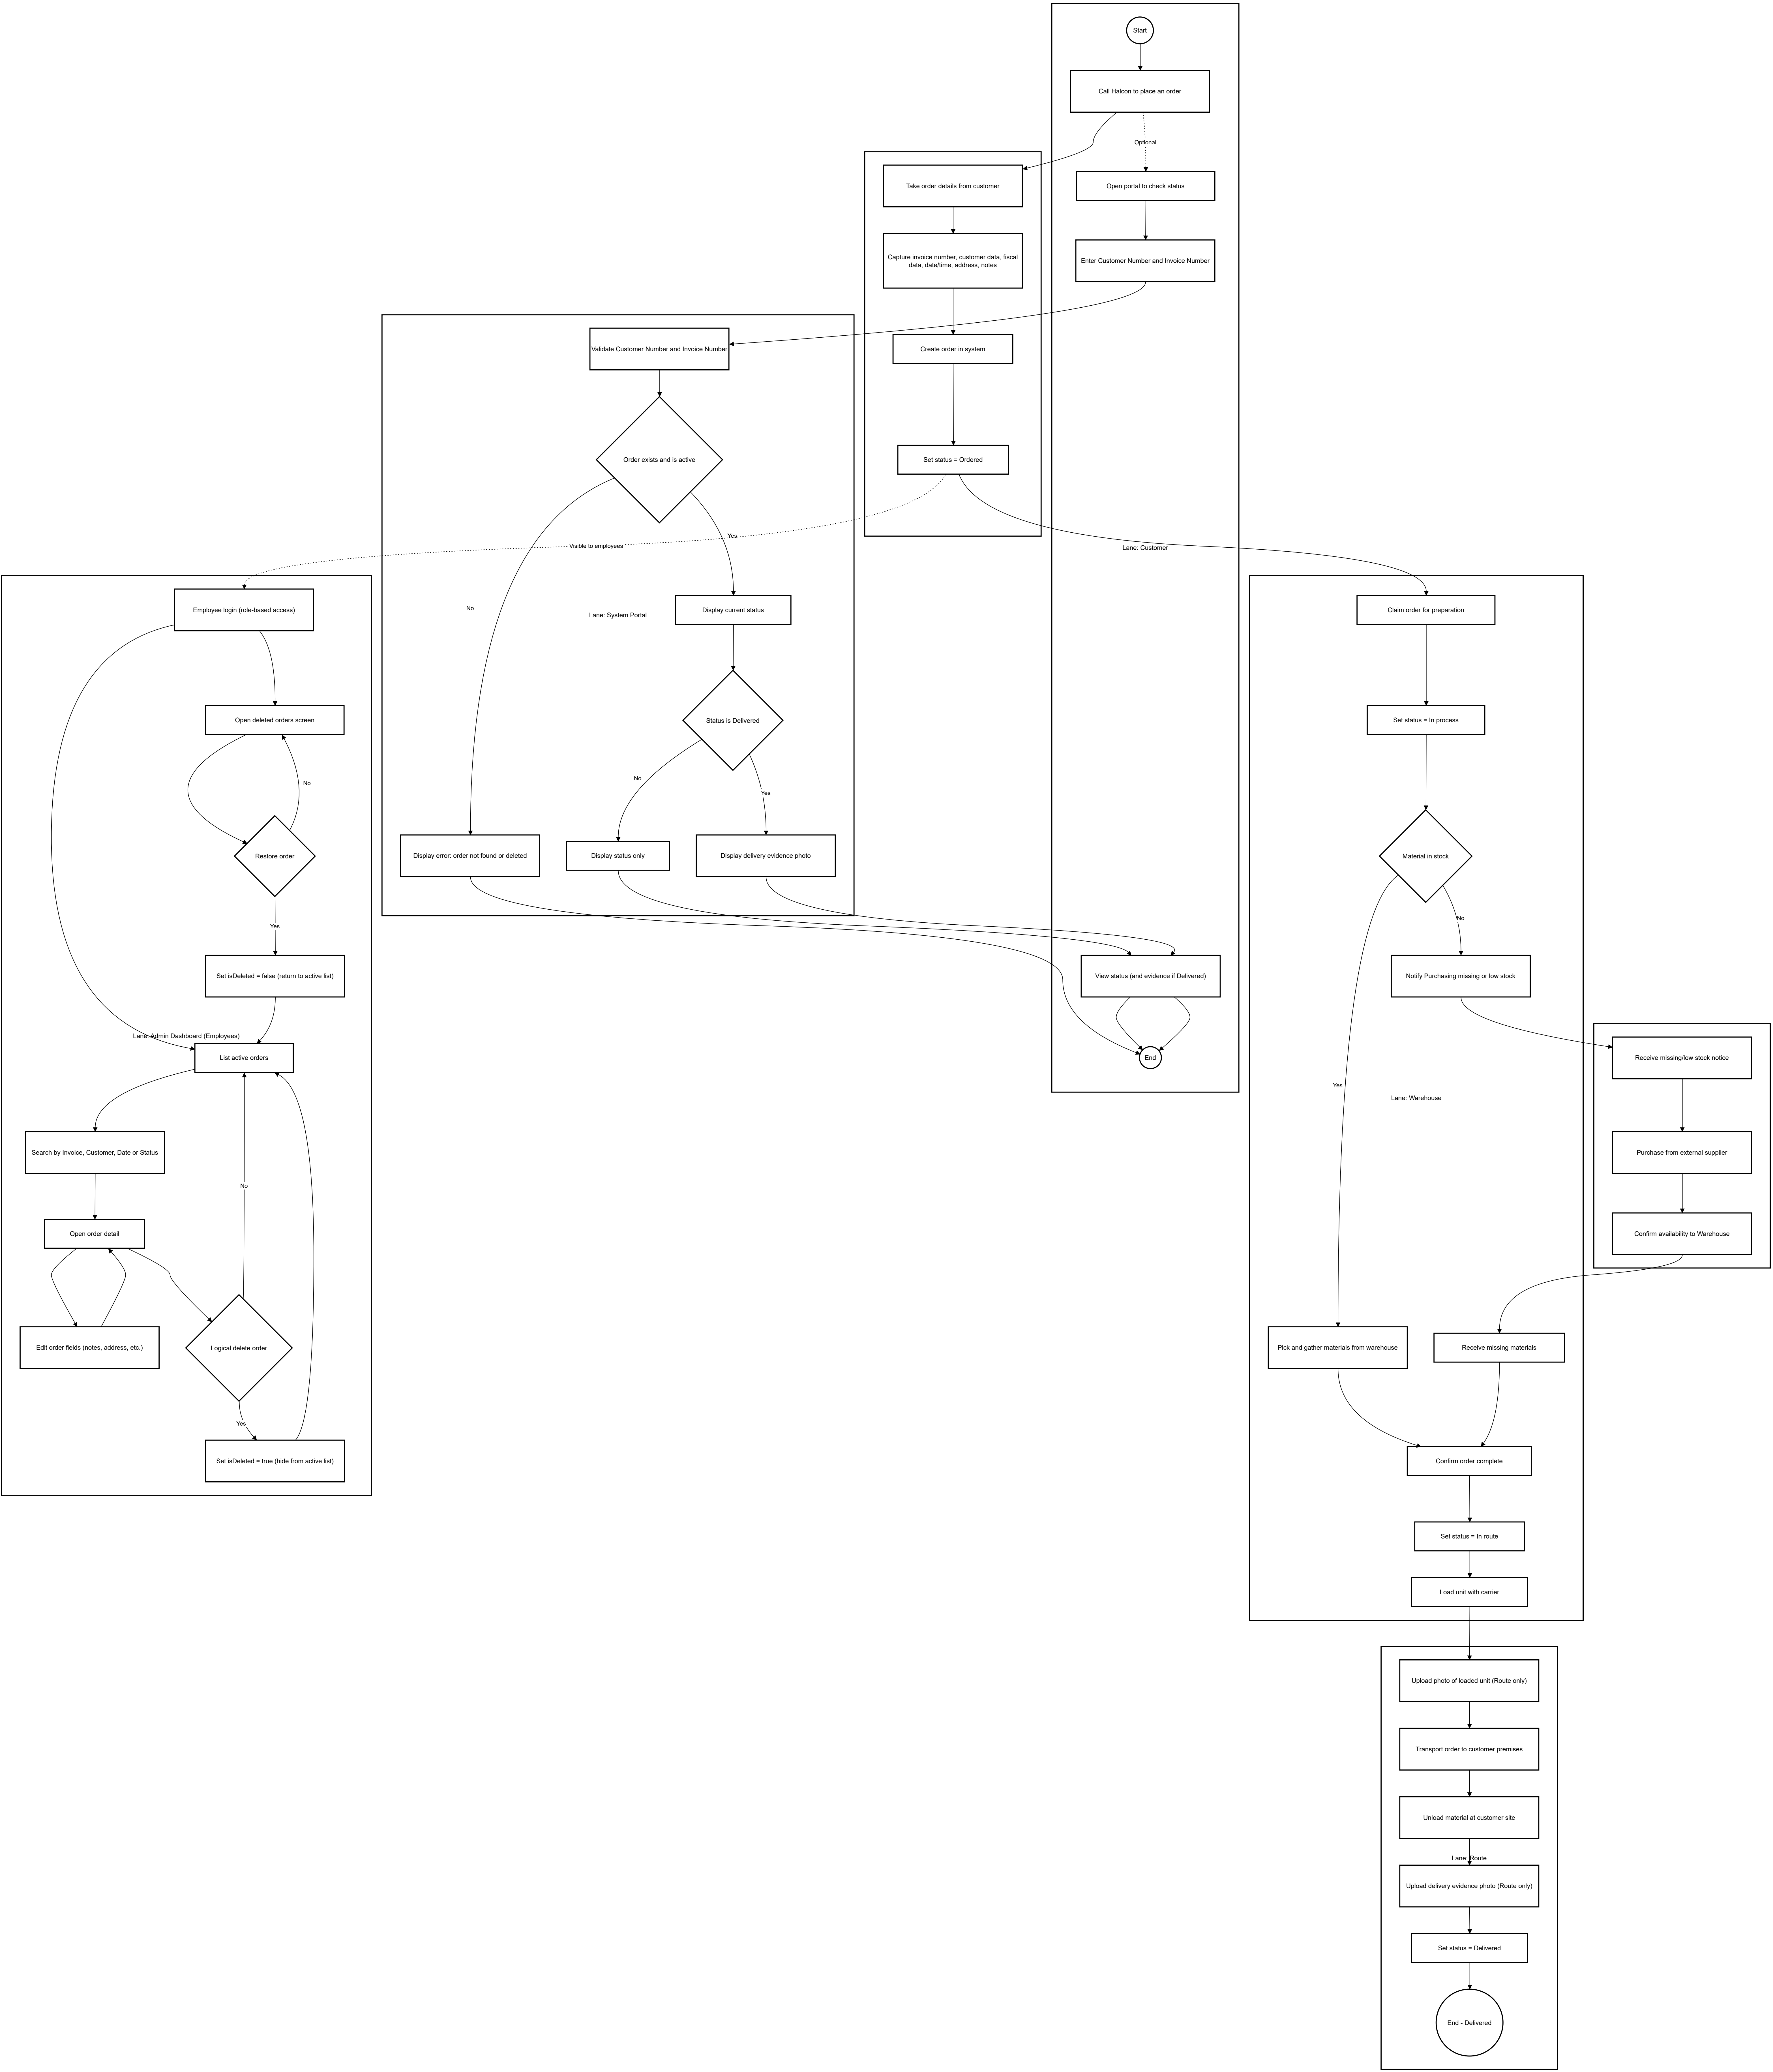 Start
Call Halcon to place an order
Optional
Take order details from customer
Open portal to check status
Capture invoice number, customer data, fiscal
data, date/time, address, notes
Enter Customer Number and Invoice Number
Validate Customer Number and Invoice Number
Create order in system
Order exists and is active
Set status = Ordered
Yes
Visible to employees
Lane: Customer
No
Lane: System Portal
Employee login (role-based access)
Display current status
Claim order for preparation
Open deleted orders screen
Status is Delivered
Set status = In process
No
No
Yes
Restore order
Display error: order not found or deleted
Display status only
Display delivery evidence photo
Material in stock
Yes
No
Set isDeleted = false (return to active list)
View status (and evidence if Delivered)
Notify Purchasing missing or low stock
Lane: Admin Dashboard (Employees)
List active orders
End
Receive missing/low stock notice
Yes
Lane: Warehouse
Search by Invoice, Customer, Date or Status
Purchase from external supplier
No
Open order detail
Confirm availability to Warehouse
Edit order fields (notes, address, etc.)
Logical delete order
Pick and gather materials from warehouse
Receive missing materials
Yes
Set isDeleted = true (hide from active list)
Confirm order complete
Set status = In route
Load unit with carrier
Upload photo of loaded unit (Route only)
Transport order to customer premises
Unload material at customer site
Lane: Route
Upload delivery evidence photo (Route only)
Set status = Delivered
End - Delivered